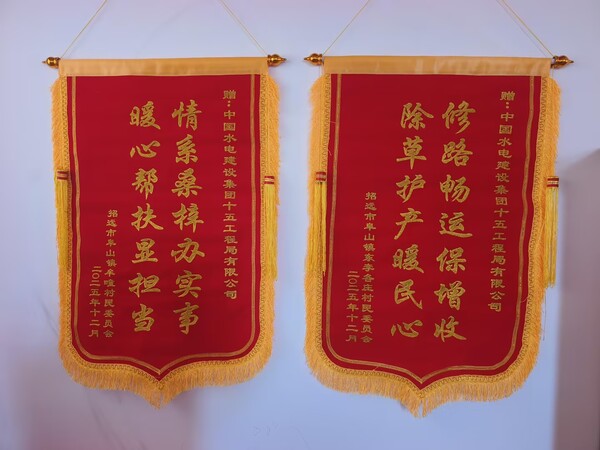 赠：中国水电建设集团十五工程局有限公司
情系桑梓办实事
暖心帮扶显担当
招远市阜山镇牟疃村民委员会
二〇二五年十二月
赠：中国水电建设集团十五工程局有限公司
修路畅运保增收
除草护产暖民心
招远市阜山镇东李各庄村民委员会
二〇二五年十二月